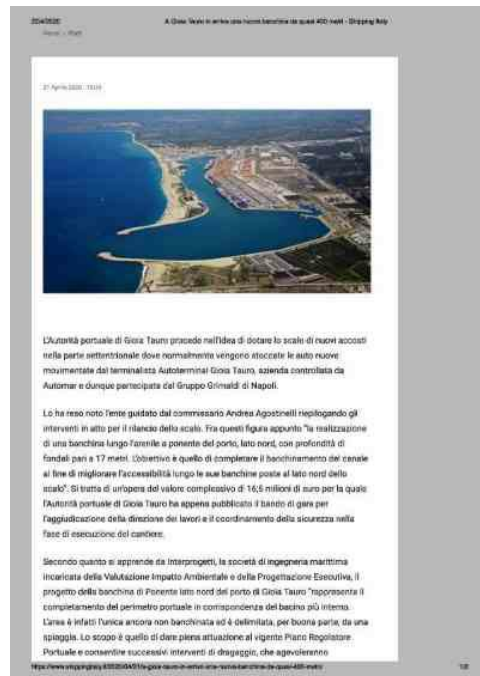 A Gioia Tauro in arrivo una nuova banchina da quasi 400 metri - Shipping Italy
L'Autorità portuale di Gioia Tauro procede nell'idea di dotare lo scalo di nuovi accosti
nella parte settentrionale dove normalmente vengono stoccate le auto nuove
movimentate dal terminalista Autoterminal Gioia Tauro, azienda controllata da
Automar e dunque partecipata dal Gruppo Grimaldi di Napoli.
Lo ha reso noto l'ente guidato dal commissario Andrea Agostinelli riepilogando gli
interventi in atto per il rilancio dello scalo. Fra questi figura appunto "la realizzazione
di una banchina lungo l'arenile a ponente del porto, lato nord, con profondità di
fondali pari a 17 metri. L'obiettivo è quello di completare il banchinamento del canale
al fine di migliorare l'accessibilità lungo le sue banchine poste al lato nord dello
scalo". Si tratta di un'opera del valore complessivo di 16,5 milioni di euro per la quale
l'Autorità portuale di Gioia Tauro ha appena pubblicato il bando di gara per
l'aggiudicazione della direzione dei lavori e il coordinamento della sicurezza nella
fase di esecuzione del cantiere.
Secondo quanto si apprende da Interprogetti, la società di ingegneria marittima
incaricata della Valutazione Impatto Ambientale e della Progettazione Esecutiva, il
progetto della banchina di Ponente lato nord del porto di Gioia Tauro "rappresenta il
completamento del perimetro portuale in corrispondenza del bacino più interno.
L'area è infatti l'unica ancora non banchinata ed è delimitata, per buona parte, da una
spiaggia. Lo scopo è quello di dare piena attuazione al vigente Piano Regolatore
Portuale e consentire successivi interventi di dragaggio, che agevoleranno